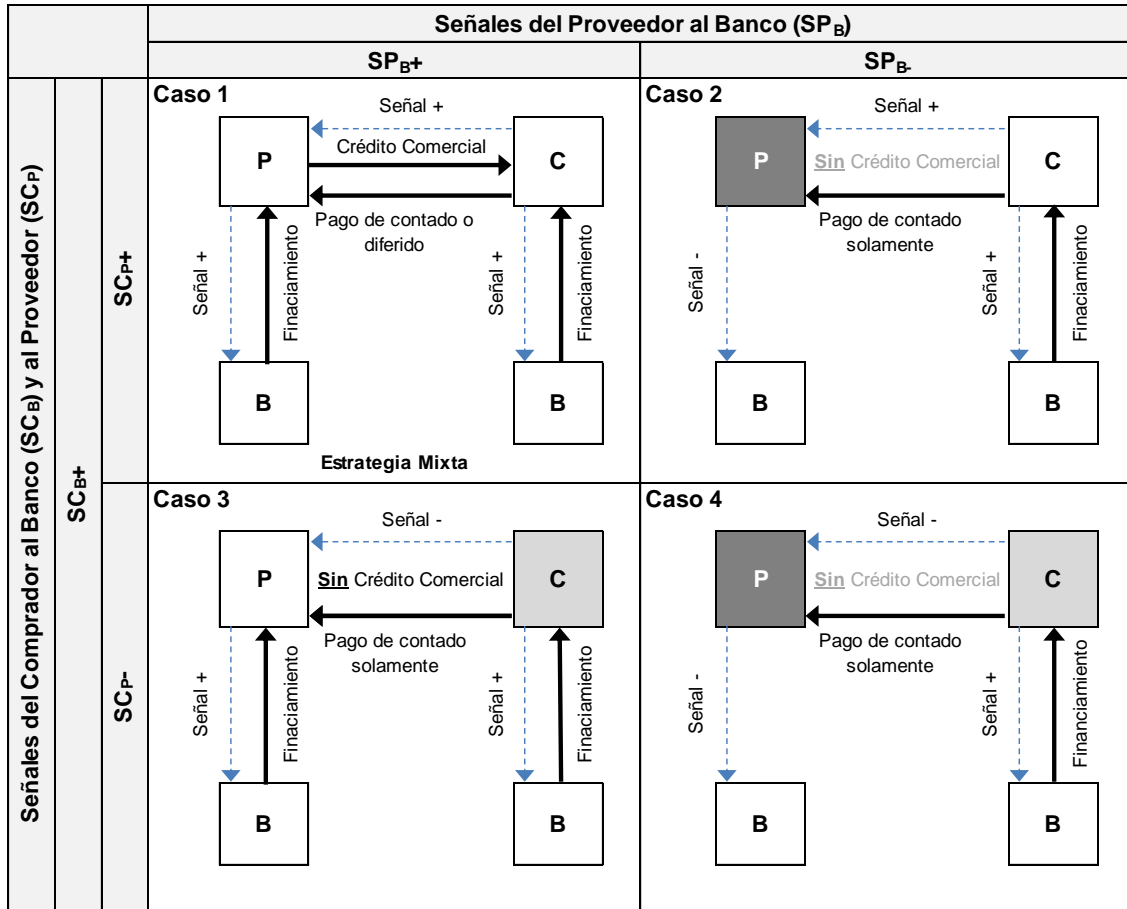 Señales del Proveedor al Banco (SPB)
SPB+
SPB-
Señales del Comprador al Banco (SCB) y al Proveedor (SCP)
SCB+
SCP+
Caso 1
Señal +
P
Crédito Comercial
C
Pago de contado o
diferido
Señal +
Finaciamiento
Señal +
Finaciamiento
B
B
Estrategia Mixta
Caso 2
Señal +
P
Sin Crédito Comercial
C
Pago de contado
solamente
Señal -
Señal +
Finaciamiento
B
B
SCP-
Caso 3
Señal -
P
Sin Crédito Comercial
C
Pago de contado
solamente
Señal +
Finaciamiento
Señal +
Finaciamiento
B
B
Caso 4
Señal -
P
Sin Crédito Comercial
C
Pago de contado
solamente
Señal -
Señal +
Financiamiento
B
B